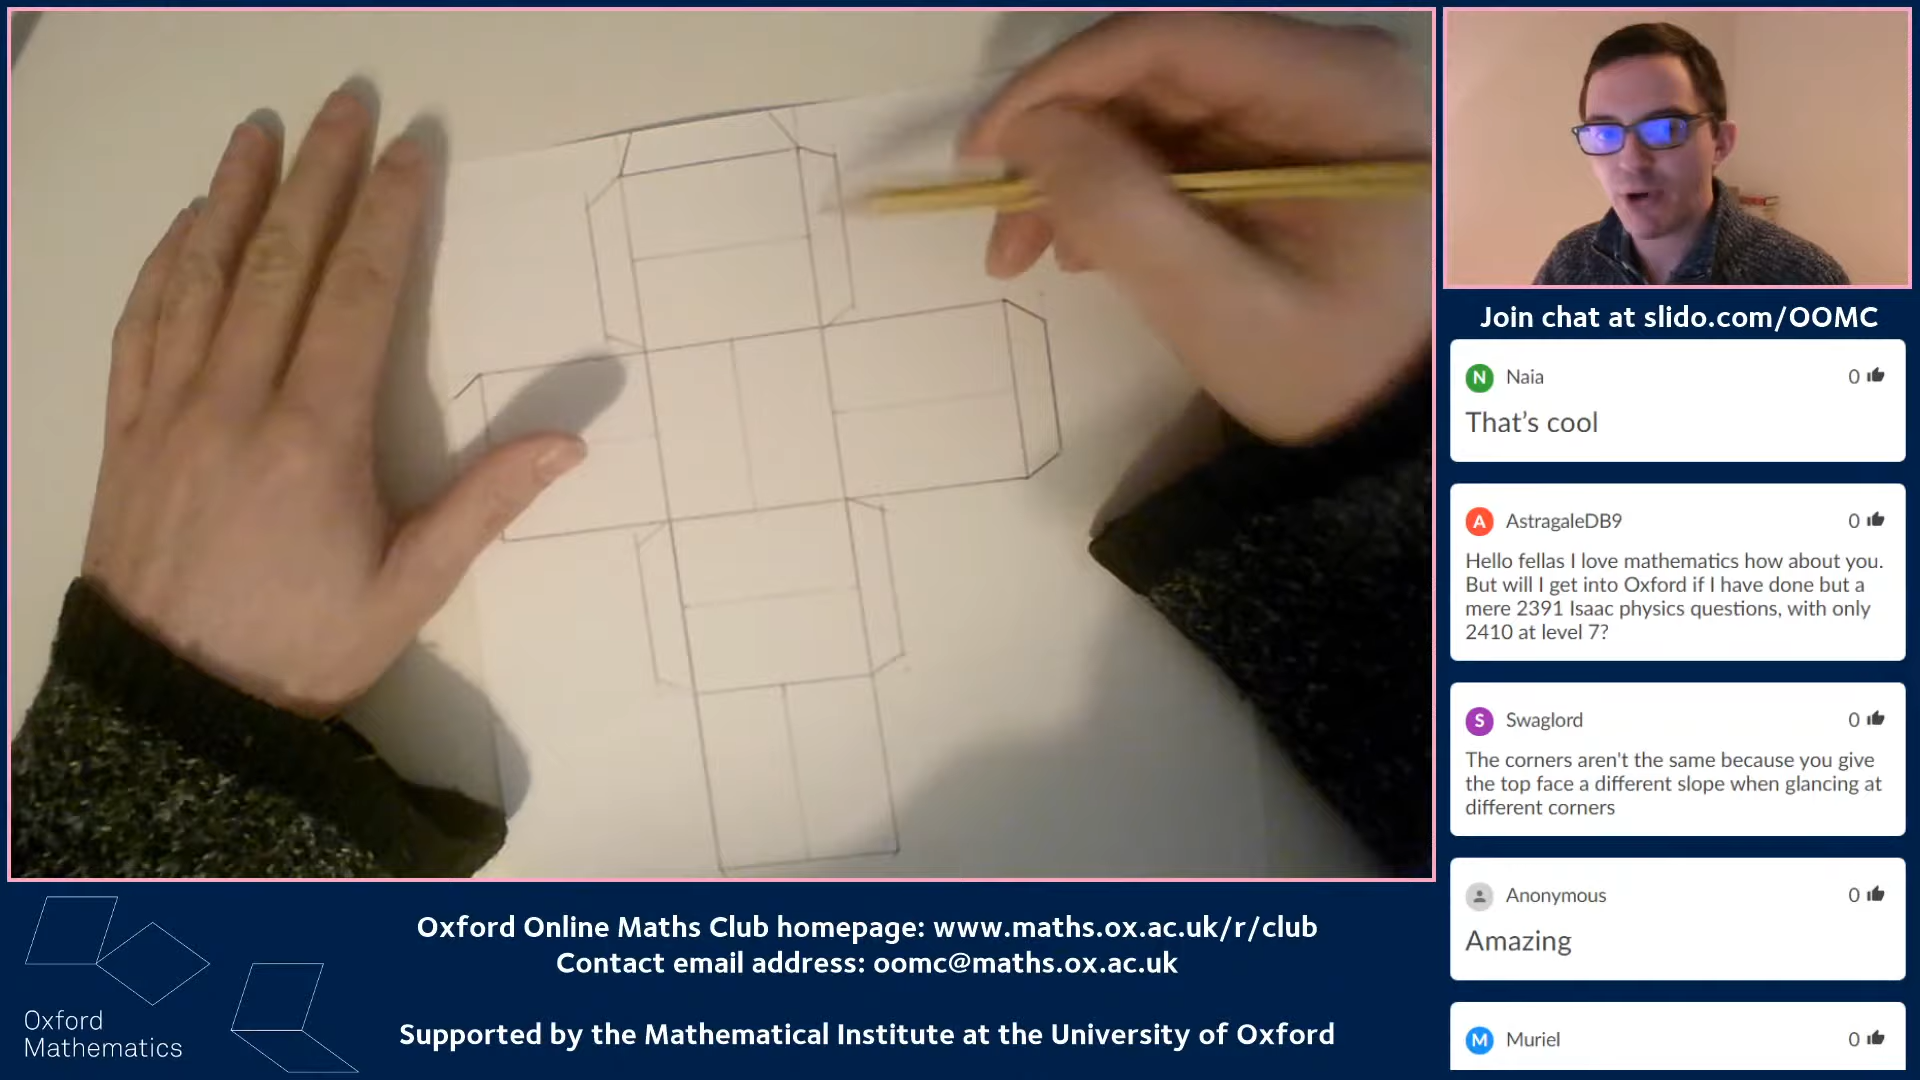 Join chat at slido.com/OOMC
N Naia 0
That's cool
A AstragaleDB9 0
Hello fellas I love mathematics how about you.
But will I get into Oxford if I have done but a
mere 2391 Isaac physics questions, with only
2410 at level 7?
S Swaglord 0
The corners aren't the same because you give
the top face a different slope when glancing at
different corners
Anonymous 0
Amazing
M Muriel 0
Oxford Online Maths Club homepage: www.maths.ox.ac.uk/r/club
Contact email address: oomc@maths.ox.ac.uk
Supported by the Mathematical Institute at the University of Oxford
Oxford
Mathematics